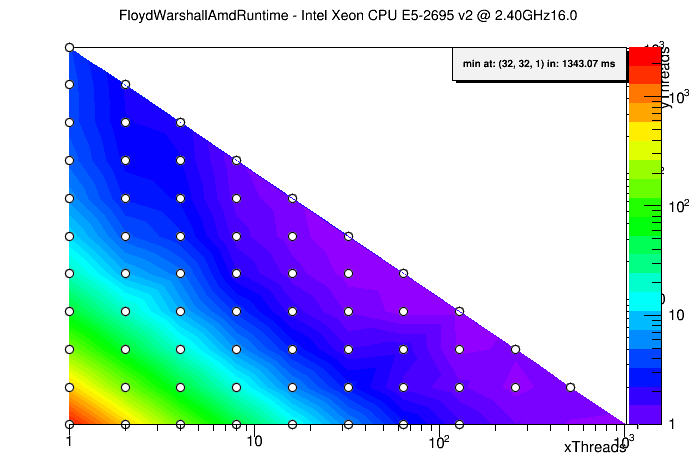 FloydWarshallAmdRuntime - Intel Xeon CPU E5-2695 v2 @ 2.40GHz16.0
min at: (32, 32, 1) in: 1343.07 ms
yThreads
10³
10²
10
1
1
10
10²
10³
xThreads